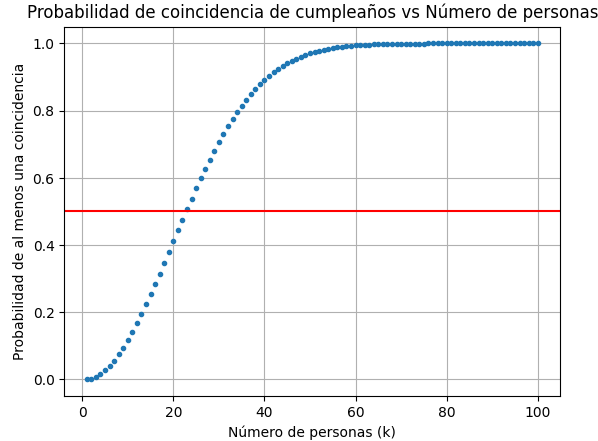 Probabilidad de coincidencia de cumpleaños vs Número de personas
Probabilidad de al menos una coincidencia
1.0
0.8
0.6
0.4
0.2
0.0
0 20 40 60 80 100
Número de personas (k)